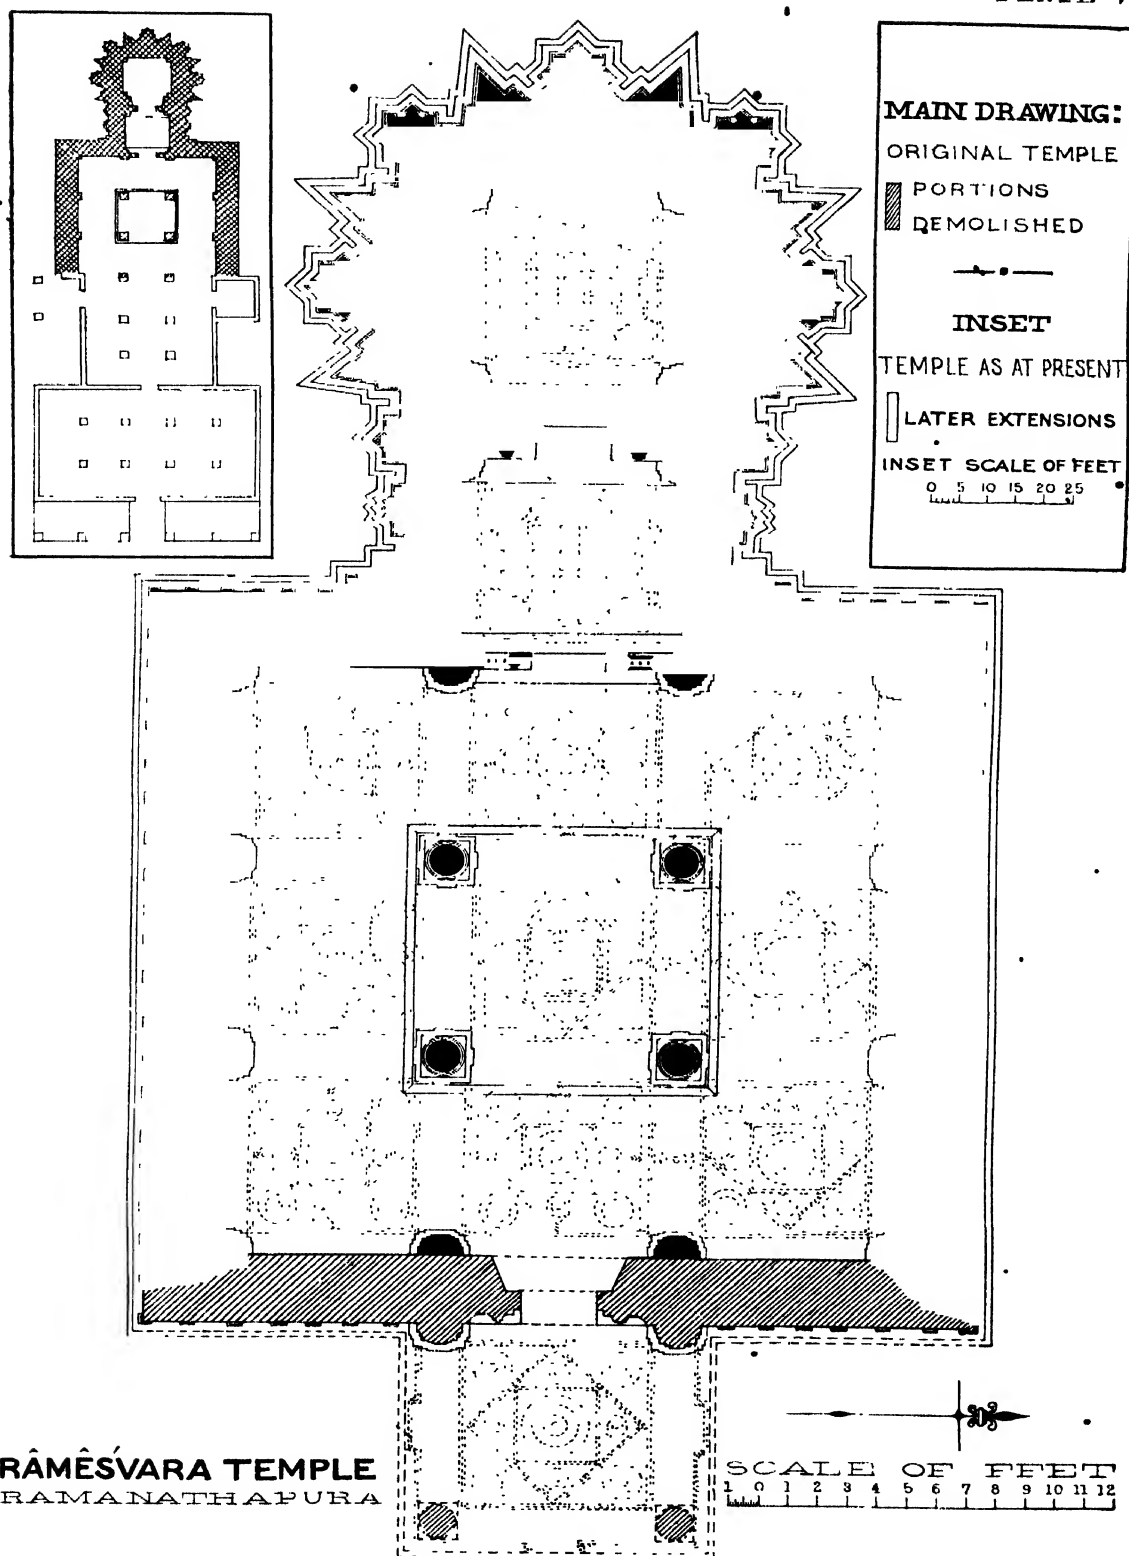 MAIN DRAWING:
ORIGINAL TEMPLE
PORTIONS
DEMOLISHED
INSET
TEMPLE AS AT PRESENT
LATER EXTENSIONS
INSET SCALE OF FEET
0 5 10 15 20 25
RÂMÊŚVARA TEMPLE
RAMANATHAPURA
SCALE OF FEET
1 0 1 2 3 4 5 6 7 8 9 10 11 12